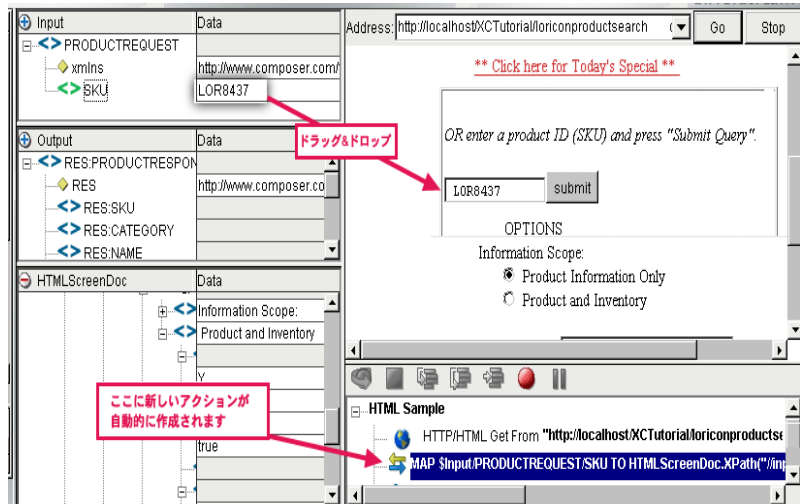 Input Data
PRODUCTREQUEST
xmlns http://www.composer.com/
SKU LOR8437
Output Data
RES:PRODUCTRESPON
RES http://www.composer.co
RES:SKU
RES:CATEGORY
RES:NAME
HTMLScreenDoc Data
Information Scope:
Product and Inventory
Y
true
ドラッグ&ドロップ
ここに新しいアクションが
自動的に作成されます
Address: http://localhost/XCTutorial/loriconproductsearch Go Stop
** Click here for Today's Special **
OR enter a product ID (SKU) and press "Submit Query".
LOR8437 submit
OPTIONS
Information Scope:
Product Information Only
Product and Inventory
HTML Sample
HTTP/HTML Get From "http://localhost/XCTutorial/loriconproductse
MAP $Input/PRODUCTREQUEST/SKU TO HTMLScreenDoc.XPath("//inp